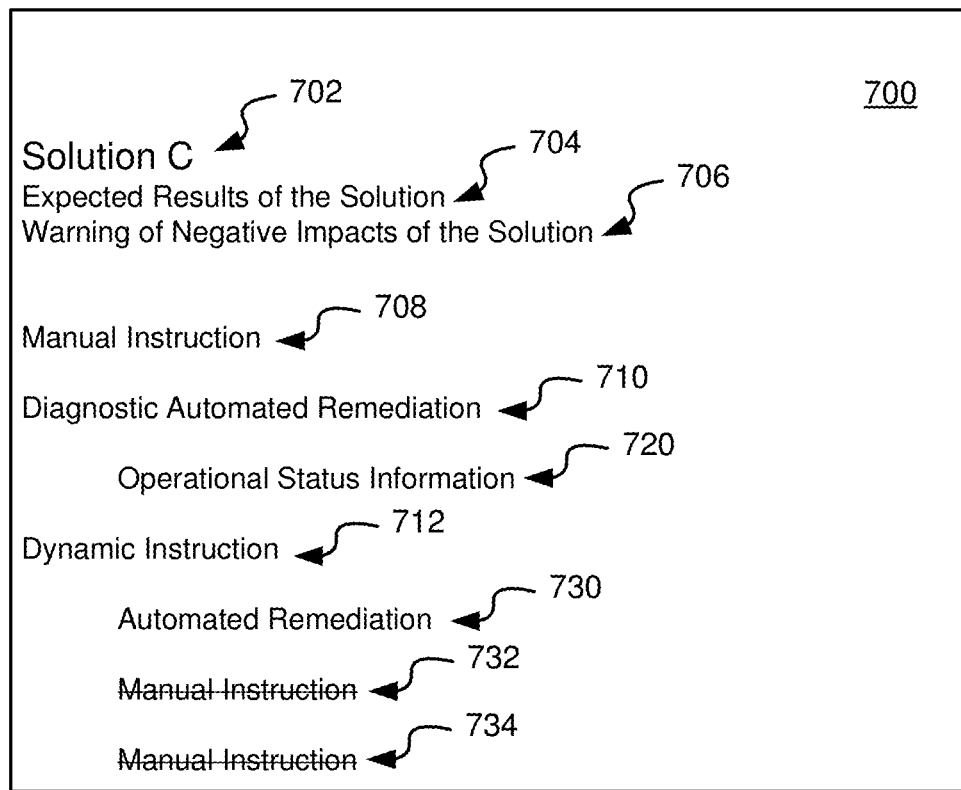 702
700
Solution C
704
Expected Results of the Solution
706
Warning of Negative Impacts of the Solution
708
Manual Instruction
710
Diagnostic Automated Remediation
720
Operational Status Information
712
Dynamic Instruction
730
Automated Remediation
732
Manual Instruction
734
Manual Instruction